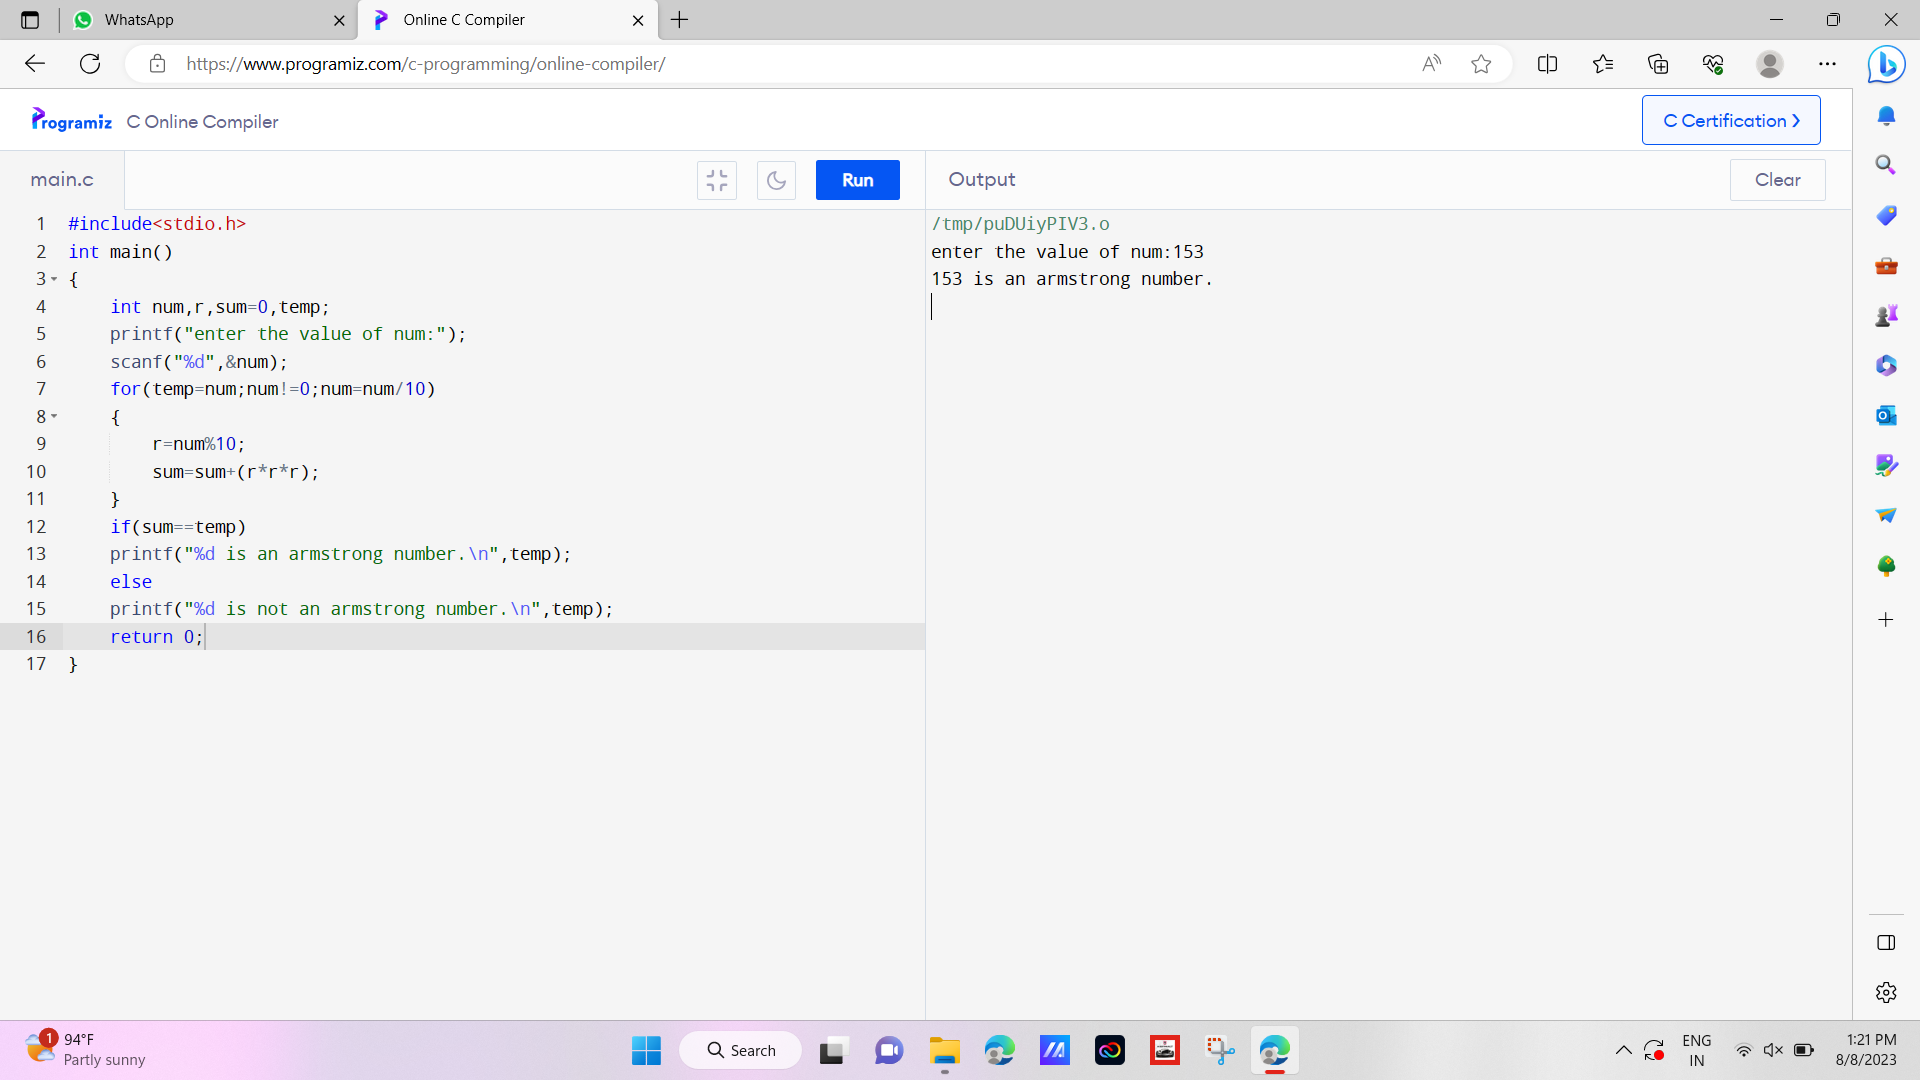 WhatsApp
Online C Compiler
https://www.programiz.com/c-programming/online-compiler/
Programiz C Online Compiler
C Certification >
main.c
Run
Output
Clear
1 #include<stdio.h>
2 int main()
3 {
4 int num,r,sum=0,temp;
5 printf("enter the value of num:");
6 scanf("%d",&num);
7 for(temp=num;num!=0;num=num/10)
8 {
9 r=num%10;
10 sum=sum+(r*r*r);
11 }
12 if(sum==temp)
13 printf("%d is an armstrong number.\n",temp);
14 else
15 printf("%d is not an armstrong number.\n",temp);
16 return 0;
17 }
/tmp/puDUiyPIV3.o
enter the value of num:153
153 is an armstrong number.
1
94°F
Partly sunny
Search
ENG
IN
1:21 PM
8/8/2023